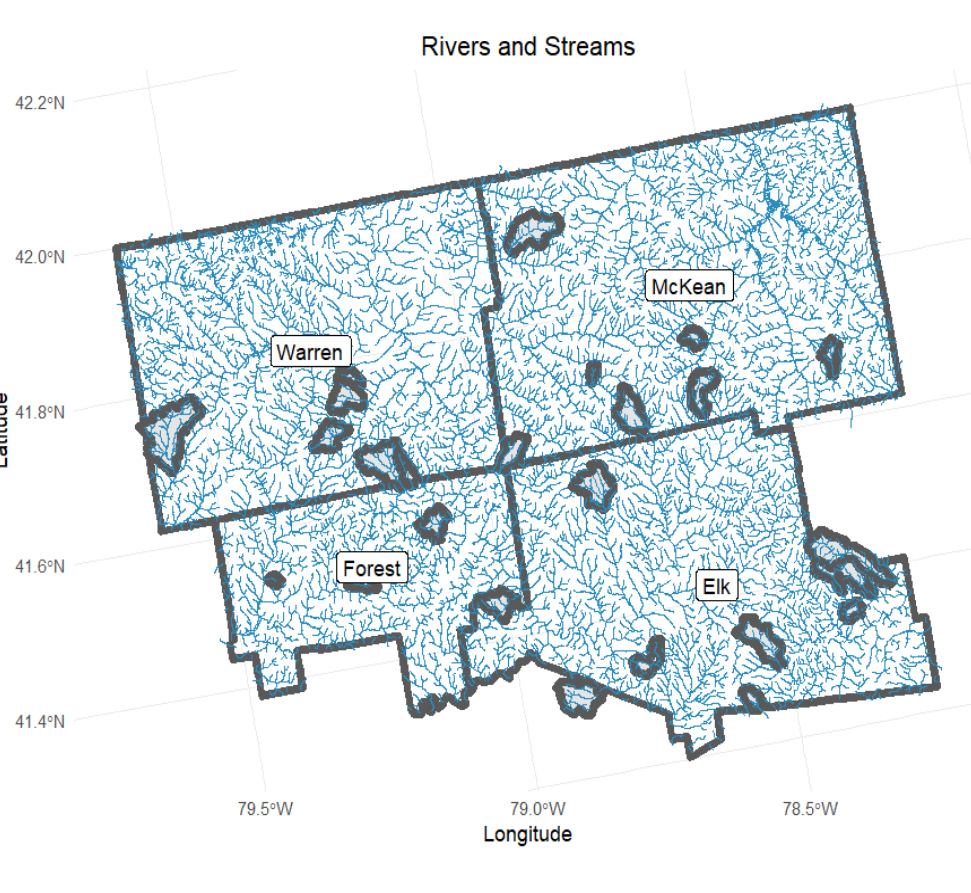 Rivers and Streams
42.2°N
42.0°N
McKean
Warren
41.8°N
Latitude
41.6°N
Forest
Elk
41.4°N
79.5°W
79.0°W
78.5°W
Longitude